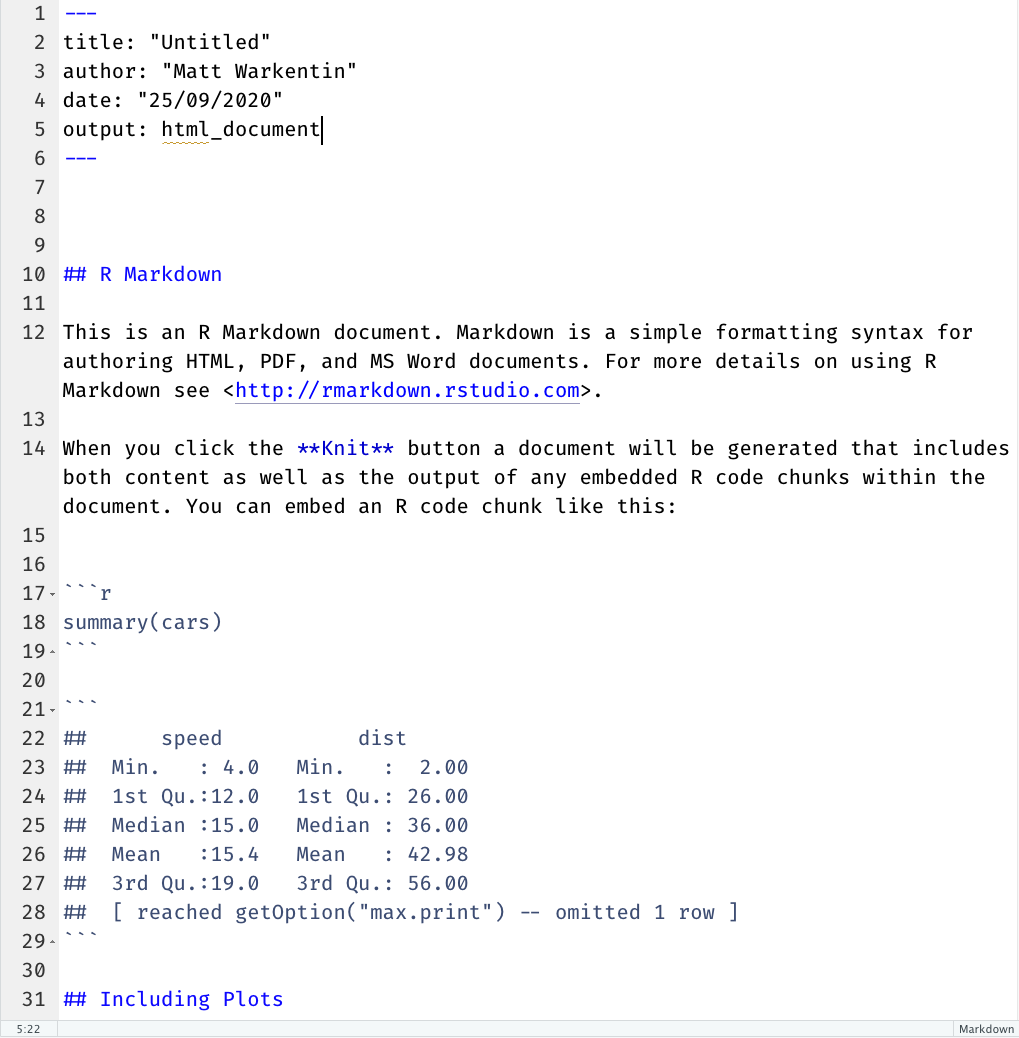 1 ---
2 title: "Untitled"
3 author: "Matt Warkentin"
4 date: "25/09/2020"
5 output: html_document
6 ---
7
8
9
10 ## R Markdown
11
12 This is an R Markdown document. Markdown is a simple formatting syntax for
authoring HTML, PDF, and MS Word documents. For more details on using R
Markdown see <http://rmarkdown.rstudio.com>.
13
14 When you click the **Knit** button a document will be generated that includes
both content as well as the output of any embedded R code chunks within the
document. You can embed an R code chunk like this:
15
16
17 ```r
18 summary(cars)
19 ```
20
21 ```
22 ##      speed           dist
23 ##  Min.   : 4.0   Min.   :  2.00
24 ##  1st Qu.:12.0   1st Qu.: 26.00
25 ##  Median :15.0   Median : 36.00
26 ##  Mean   :15.4   Mean   : 42.98
27 ##  3rd Qu.:19.0   3rd Qu.: 56.00
28 ##  [ reached getOption("max.print") -- omitted 1 row ]
29 ```
30
31 ## Including Plots
5:22 Markdown